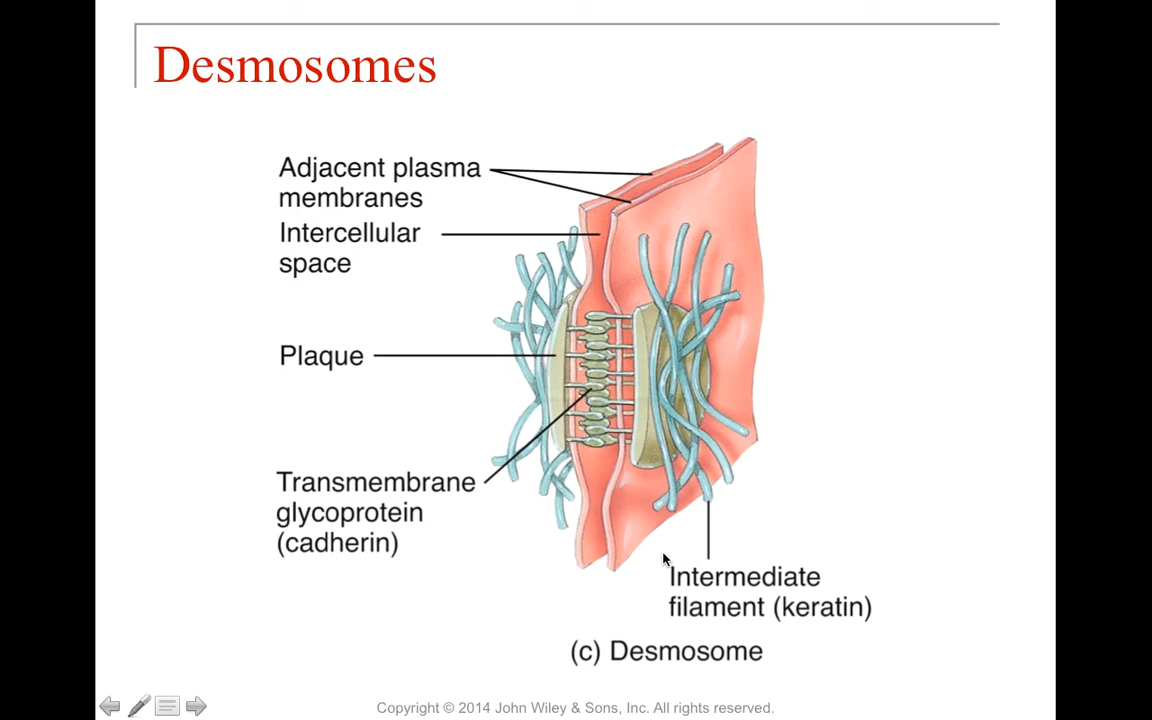 Desmosomes
Adjacent plasma
membranes
Intercellular
space
Plaque
Transmembrane
glycoprotein
(cadherin)
Intermediate
filament (keratin)
(c) Desmosome
Copyright © 2014 John Wiley & Sons, Inc. All rights reserved.